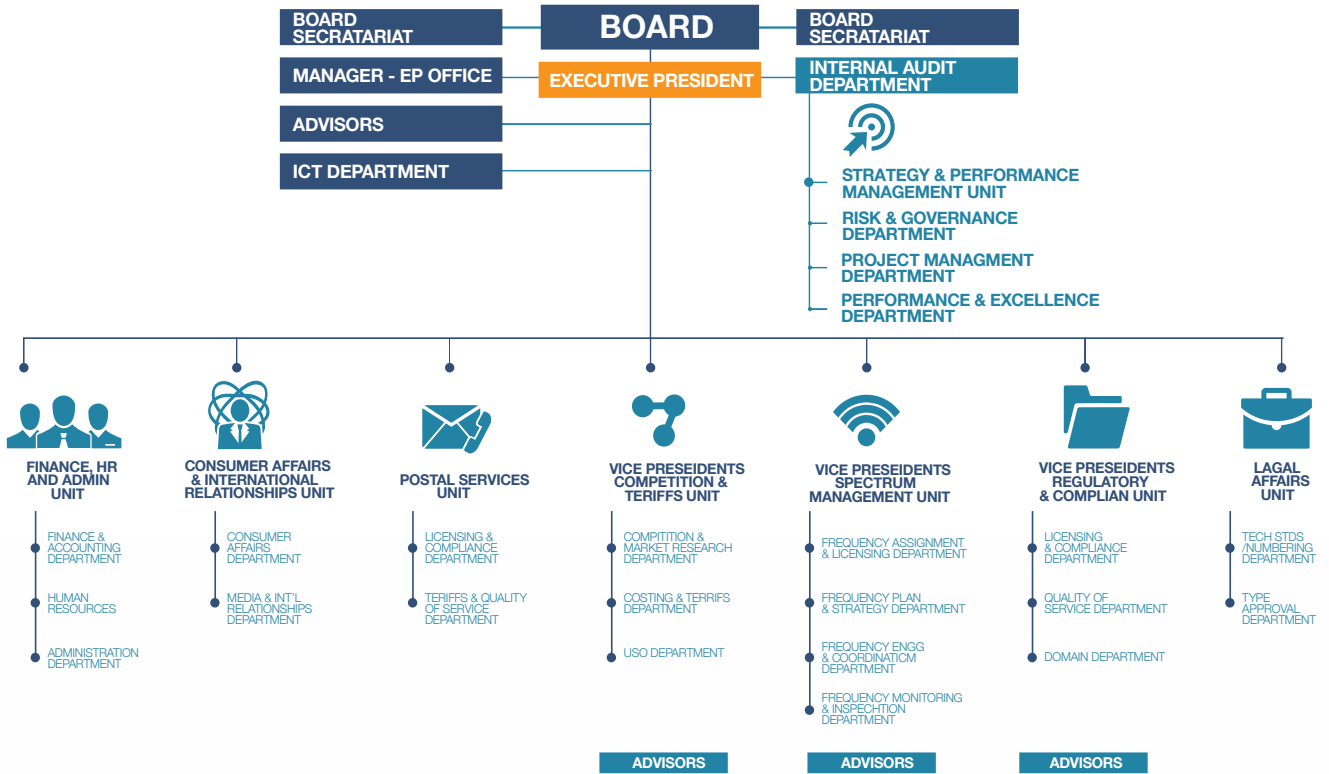 BOARD
SECRATARIAT
BOARD
BOARD
SECRATARIAT
MANAGER - EP OFFICE
EXECUTIVE PRESIDENT
INTERNAL AUDIT
DEPARTMENT
ADVISORS
ICT DEPARTMENT
STRATEGY & PERFORMANCE
MANAGEMENT UNIT
RISK & GOVERNANCE
DEPARTMENT
PROJECT MANAGMENT
DEPARTMENT
PERFORMANCE & EXCELLENCE
DEPARTMENT
FINANCE, HR
AND ADMIN
UNIT
FINANCE &
ACCOUNTING
DEPARTMENT
HUMAN
RESOURCES
ADMINISTRATION
DEPARTMENT
CONSUMER AFFAIRS
& INTERNATIONAL
RELATIONSHIPS UNIT
CONSUMER
AFFAIRS
DEPARTMENT
MEDIA & INT'L
RELATIONSHIPS
DEPARTMENT
POSTAL SERVICES
UNIT
LICENSING &
COMPLIANCE
DEPARTMENT
TERIFFS & QUALITY
OF SERVICE
DEPARTMENT
VICE PRESEIDENTS
COMPETITION &
TERIFFS UNIT
COMPITITION &
MARKET RESEARCH
DEPARTMENT
COSTING & TERRIFS
DEPARTMENT
USO DEPARTMENT
ADVISORS
VICE PRESEIDENTS
SPECTRUM
MANAGEMENT UNIT
FREQUENCY ASSIGNMENT
& LICENSING DEPARTMENT
FREQUENCY PLAN
& STRATEGY DEPARTMENT
FREQUENCY ENGG
& COORDINATICM
DEPARTMENT
FREQUENCY MONITORING
& INSPECHTION
DEPARTMENT
ADVISORS
VICE PRESEIDENTS
REGULATORY
& COMPLIAN UNIT
LICENSING
& COMPLIANCE
DEPARTMENT
QUALITY OF
SERVICE DEPARTMENT
DOMAIN DEPARTMENT
ADVISORS
LAGAL
AFFAIRS
UNIT
TECH STDS
/NUMBERING
DEPARTMENT
TYPE
APPROVAL
DEPARTMENT